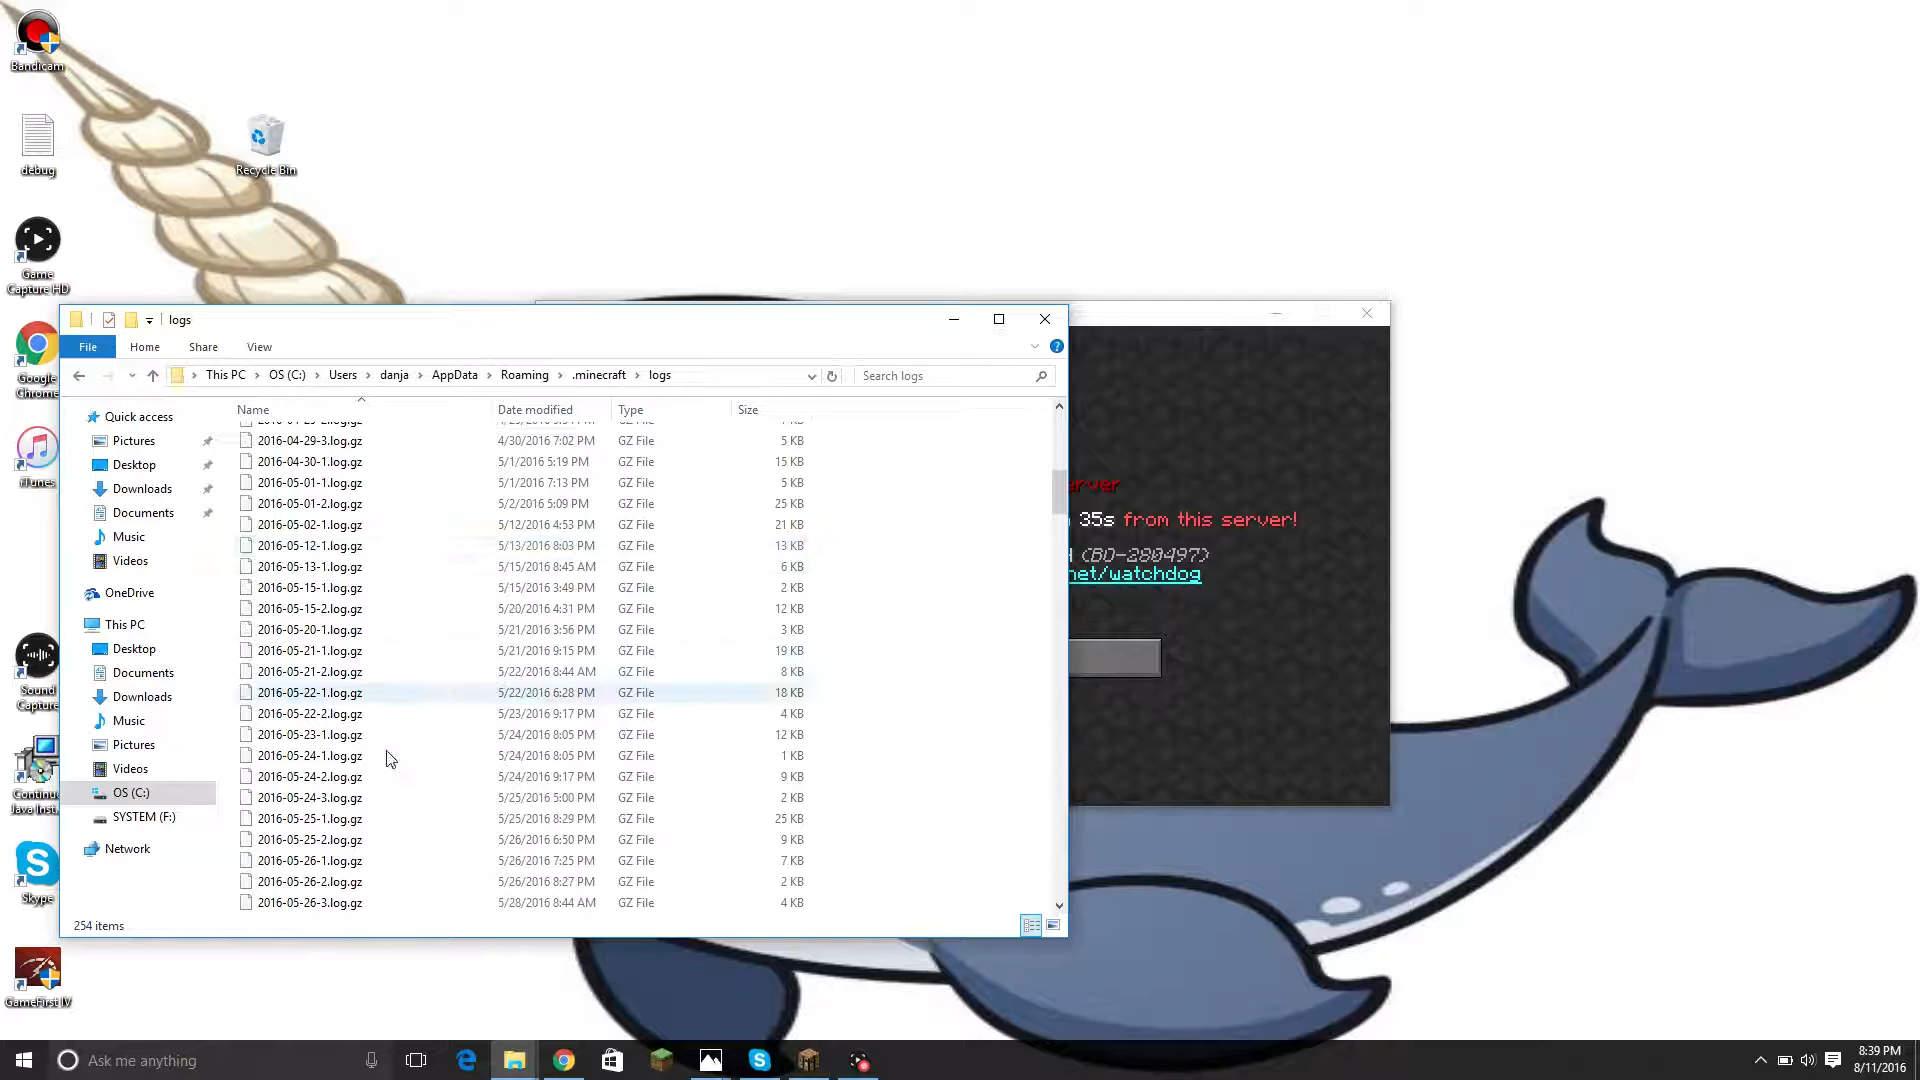 Bandicam
debug
Recycle Bin
Game
Capture HD
Google
Chrome
iTunes
Sound
Capture
Continue
Java Inst...
Skype
GameFirst IV
logs
File Home Share View
This PC OS (C:) Users danja AppData Roaming .minecraft logs
Search logs
Name Date modified Type Size
Quick access
Pictures
Desktop
Downloads
Documents
Music
Videos
OneDrive
This PC
Desktop
Documents
Downloads
Music
Pictures
Videos
OS (C:)
SYSTEM (F:)
Network
2016-04-29-3.log.gz 4/30/2016 7:02 PM GZ File 5 KB
2016-04-30-1.log.gz 5/1/2016 5:19 PM GZ File 15 KB
2016-05-01-1.log.gz 5/1/2016 7:13 PM GZ File 5 KB
2016-05-01-2.log.gz 5/2/2016 5:09 PM GZ File 25 KB
2016-05-02-1.log.gz 5/12/2016 4:53 PM GZ File 21 KB
2016-05-12-1.log.gz 5/13/2016 8:03 PM GZ File 13 KB
2016-05-13-1.log.gz 5/15/2016 8:45 AM GZ File 6 KB
2016-05-15-1.log.gz 5/15/2016 3:49 PM GZ File 2 KB
2016-05-15-2.log.gz 5/20/2016 4:31 PM GZ File 12 KB
2016-05-20-1.log.gz 5/21/2016 3:56 PM GZ File 3 KB
2016-05-21-1.log.gz 5/21/2016 9:15 PM GZ File 19 KB
2016-05-21-2.log.gz 5/22/2016 8:44 AM GZ File 8 KB
2016-05-22-1.log.gz 5/22/2016 6:28 PM GZ File 18 KB
2016-05-22-2.log.gz 5/23/2016 9:17 PM GZ File 4 KB
2016-05-23-1.log.gz 5/24/2016 8:05 PM GZ File 12 KB
2016-05-24-1.log.gz 5/24/2016 8:05 PM GZ File 1 KB
2016-05-24-2.log.gz 5/24/2016 9:17 PM GZ File 9 KB
2016-05-24-3.log.gz 5/25/2016 5:00 PM GZ File 2 KB
2016-05-25-1.log.gz 5/25/2016 8:29 PM GZ File 25 KB
2016-05-25-2.log.gz 5/26/2016 6:50 PM GZ File 9 KB
2016-05-26-1.log.gz 5/26/2016 7:25 PM GZ File 7 KB
2016-05-26-2.log.gz 5/26/2016 8:27 PM GZ File 2 KB
2016-05-26-3.log.gz 5/28/2016 8:44 AM GZ File 4 KB
254 items
erver
35s from this server!
(BD-280497)
net/watchdog
Ask me anything
8:39 PM
8/11/2016